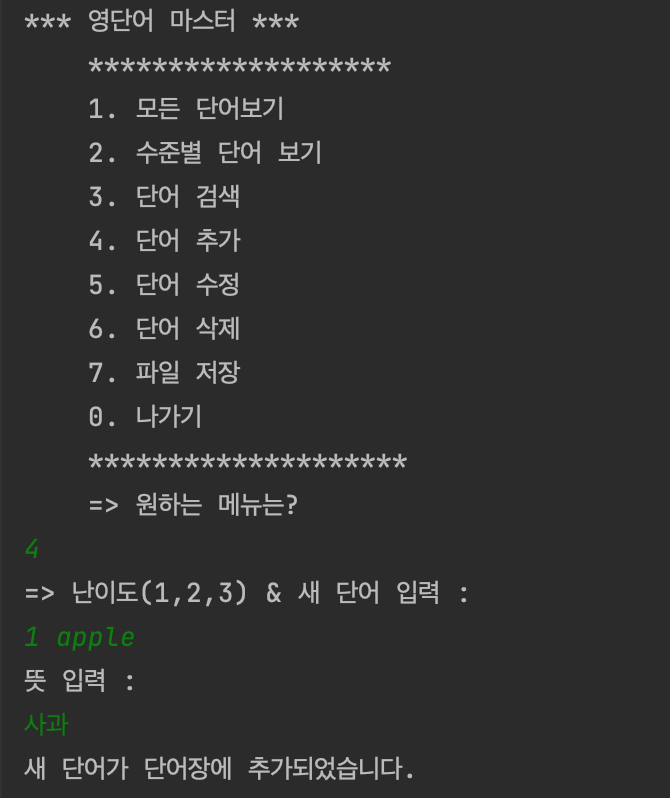 *** 영단어 마스터 ***
*******************
1. 모든 단어보기
2. 수준별 단어 보기
3. 단어 검색
4. 단어 추가
5. 단어 수정
6. 단어 삭제
7. 파일 저장
0. 나가기
********************
=> 원하는 메뉴는?
4
=> 난이도(1,2,3) & 새 단어 입력 :
1 apple
뜻 입력 :
사과
새 단어가 단어장에 추가되었습니다.